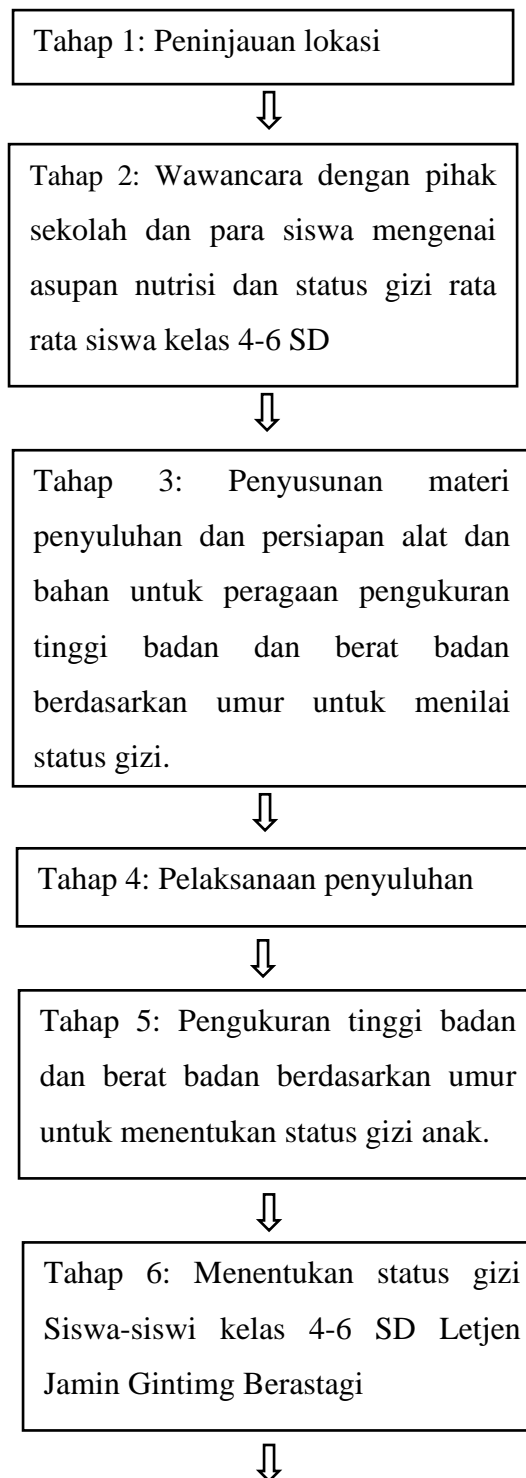 Tahap 1: Peninjauan lokasi
Tahap 2: Wawancara dengan pihak
sekolah dan para siswa mengenai
asupan nutrisi dan status gizi rata
rata siswa kelas 4-6 SD
Tahap 3: Penyusunan materi
penyuluhan dan persiapan alat dan
bahan untuk peragaan pengukuran
tinggi badan dan berat badan
berdasarkan umur untuk menilai
status gizi.
Tahap 4: Pelaksanaan penyuluhan
Tahap 5: Pengukuran tinggi badan
dan berat badan berdasarkan umur
untuk menentukan status gizi anak.
Tahap 6: Menentukan status gizi
Siswa-siswi kelas 4-6 SD Letjen
Jamin Gintimg Berastagi